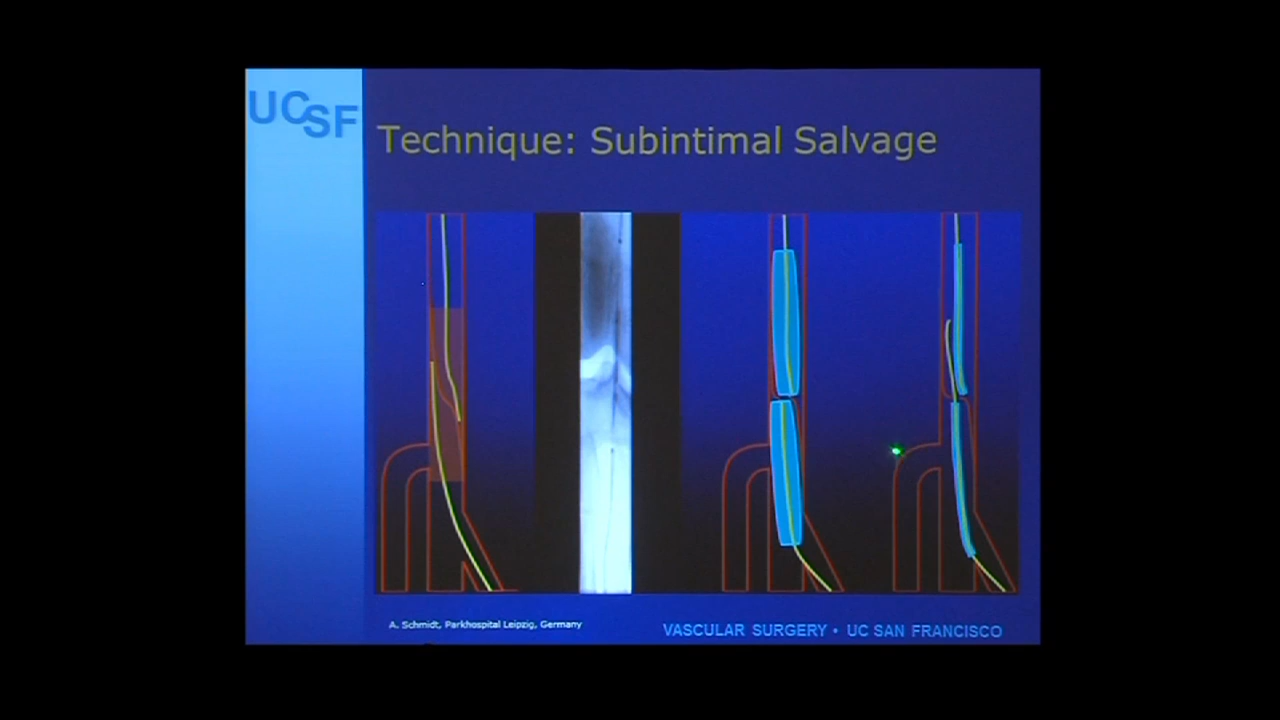 UCSF
Technique: Subintimal Salvage
A. Schmidt, Parkhospital Leipzig, Germany
VASCULAR SURGERY • UC SAN FRANCISCO